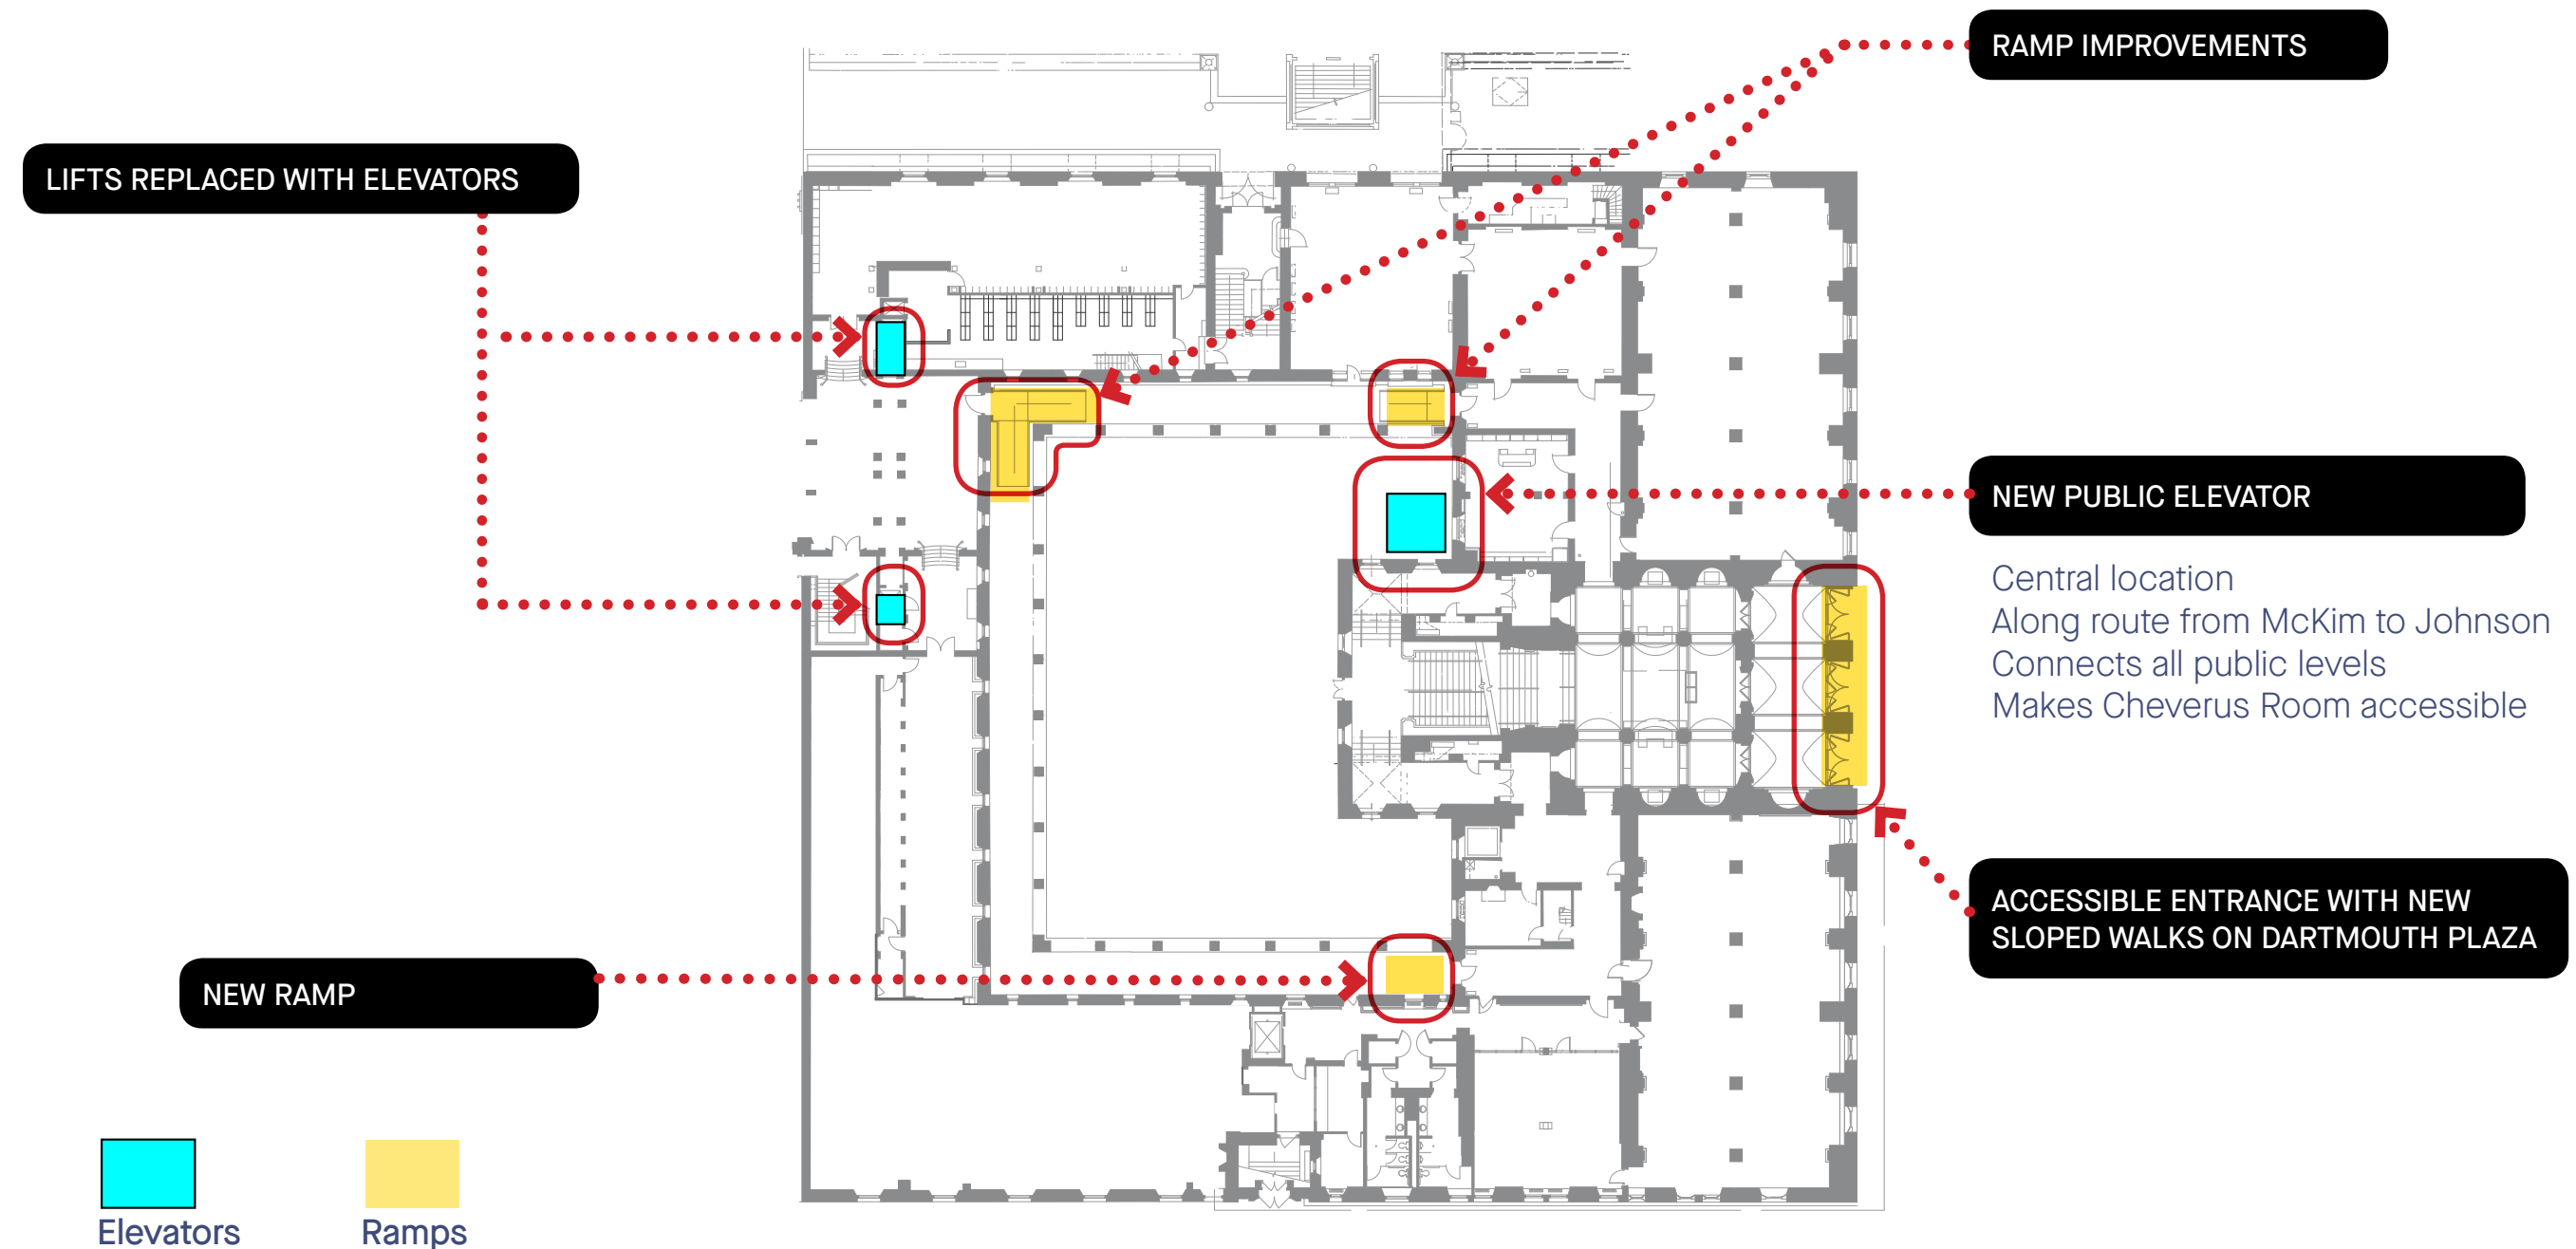 RAMP IMPROVEMENTS
LIFTS REPLACED WITH ELEVATORS
NEW PUBLIC ELEVATOR
Central location
Along route from McKim to Johnson
Connects all public levels
Makes Cheverus Room accessible
ACCESSIBLE ENTRANCE WITH NEW
SLOPED WALKS ON DARTMOUTH PLAZA
NEW RAMP
Elevators
Ramps